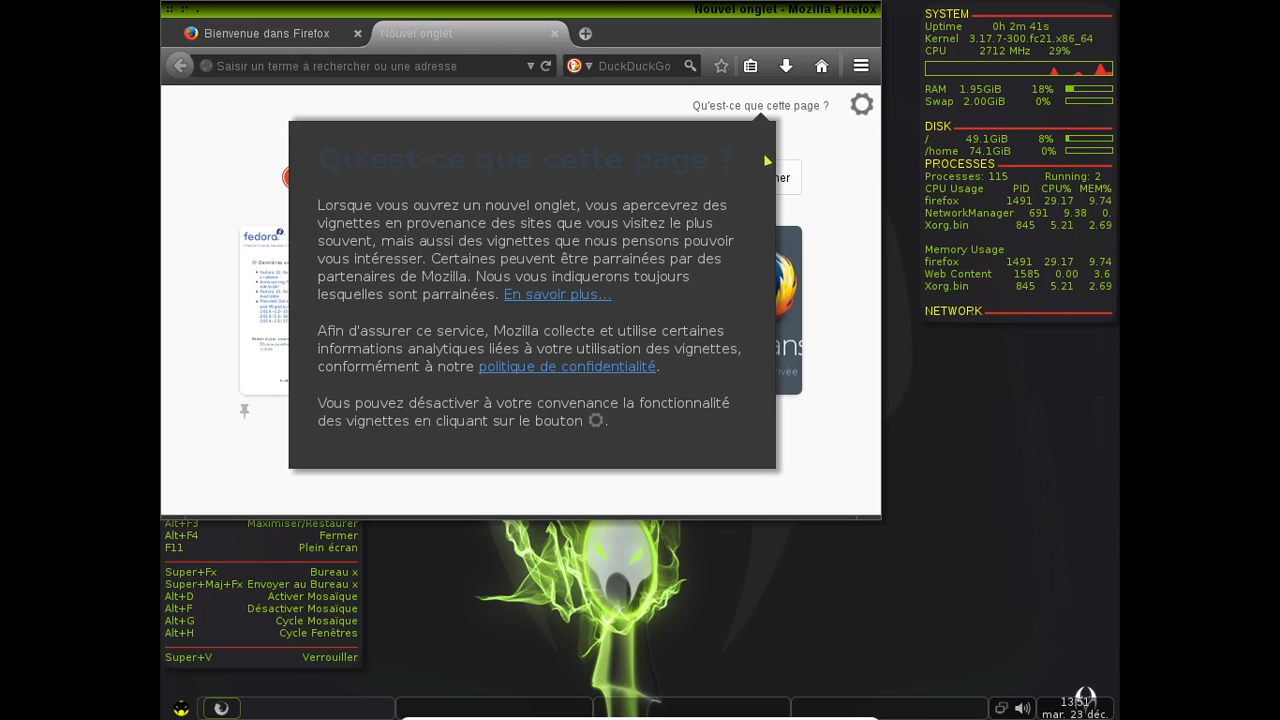 Nouvel onglet - Mozilla Firefox
Bienvenue dans Firefox
Nouvel onglet
Saisir un terme à rechercher ou une adresse
DuckDuckGo
Qu'est-ce que cette page ?
Qu'est-ce que cette page ?
Lorsque vous ouvrez un nouvel onglet, vous apercevrez des
vignettes en provenance des sites que vous visitez le plus
souvent, mais aussi des vignettes que nous pensons pouvoir
vous intéresser. Certaines peuvent être parrainées par des
partenaires de Mozilla. Nous vous indiquerons toujours
lesquelles sont parrainées. En savoir plus...
Afin d'assurer ce service, Mozilla collecte et utilise certaines
informations analytiques liées à votre utilisation des vignettes,
conformément à notre politique de confidentialité.
Vous pouvez désactiver à votre convenance la fonctionnalité
des vignettes en cliquant sur le bouton .
her
fedora
ans
vée
SYSTEM
Uptime 0h 2m 41s
Kernel 3.17.7-300.fc21.x86_64
CPU 2712 MHz 29%
RAM 1.95GiB 18%
Swap 2.00GiB 0%
DISK
/ 49.1GiB 8%
/home 74.1GiB 0%
PROCESSES
Processes: 115 Running: 2
CPU Usage PID CPU% MEM%
firefox 1491 29.17 9.74
NetworkManager 691 9.38 0.
Xorg.bin 845 5.21 2.69
Memory Usage
firefox 1491 29.17 9.74
Web Content 1585 0.00 3.6
Xorg.bin 845 5.21 2.69
NETWORK
Alt+F3 Maximiser/Restaurer
Alt+F4 Fermer
F11 Plein écran
Super+Fx Bureau x
Super+Maj+Fx Envoyer au Bureau x
Alt+D Activer Mosaïque
Alt+F Désactiver Mosaïque
Alt+G Cycle Mosaïque
Alt+H Cycle Fenêtres
Super+V Verrouiller
13:51
mar. 23 déc.